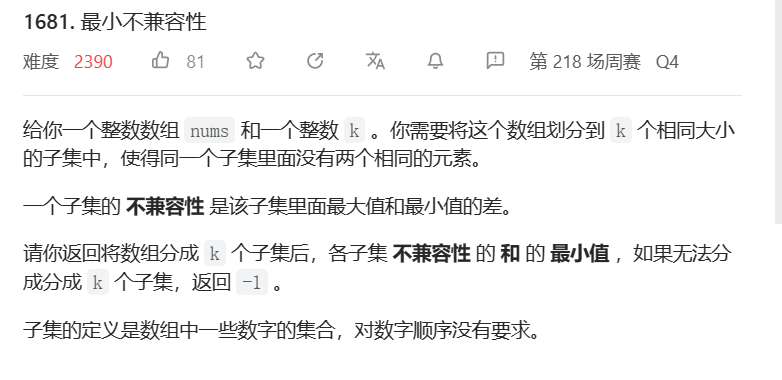 1681. 最小不兼容性
难度 2390 81 第 218 场周赛 Q4
给你一个整数数组 nums 和一个整数 k 。你需要将这个数组划分到 k 个相同大小
的子集中，使得同一个子集里面没有两个相同的元素。
一个子集的 不兼容性 是该子集里面最大值和最小值的差。
请你返回将数组分成 k 个子集后，各子集 不兼容性 的 和 的 最小值 ，如果无法分
成分成 k 个子集，返回 -1 。
子集的定义是数组中一些数字的集合，对数字顺序没有要求。